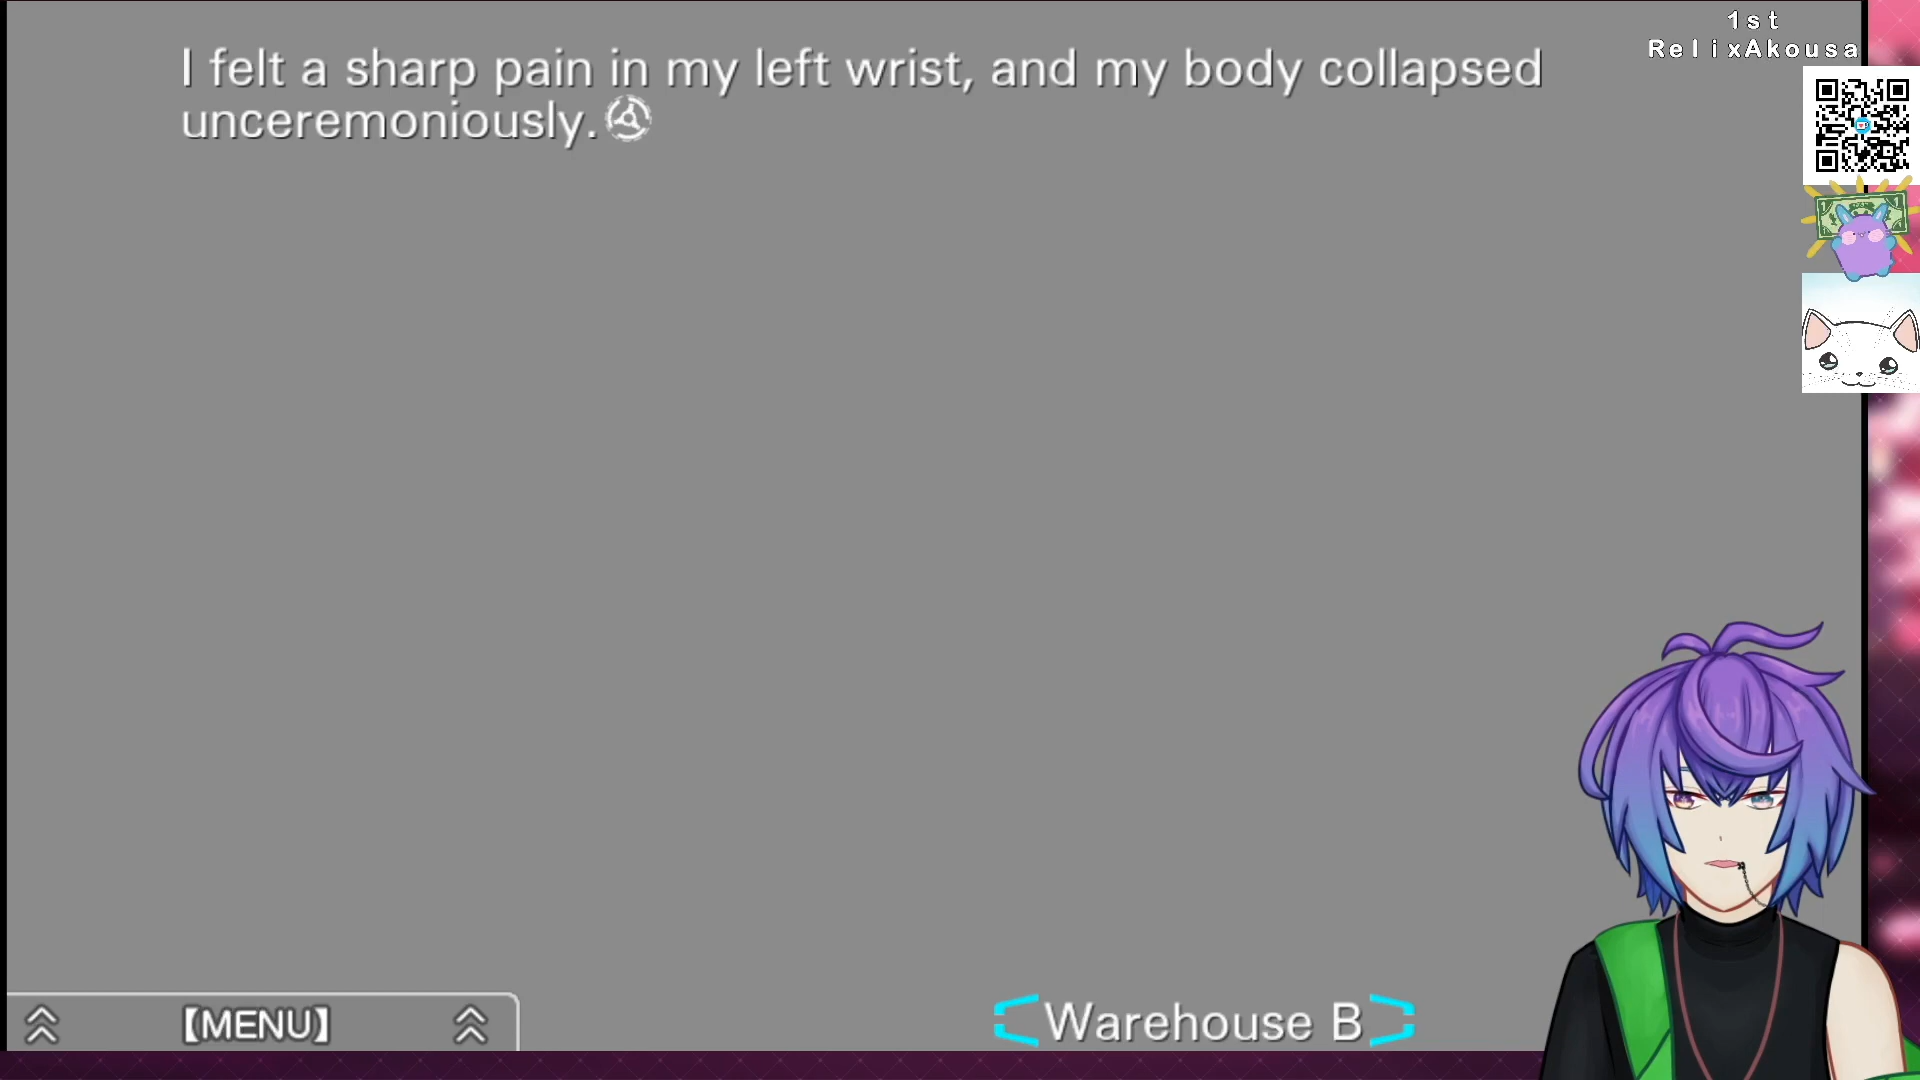 I felt a sharp pain in my left wrist, and my body collapsed
unceremoniously.
1st
RelixAkousa
【MENU】
Warehouse B